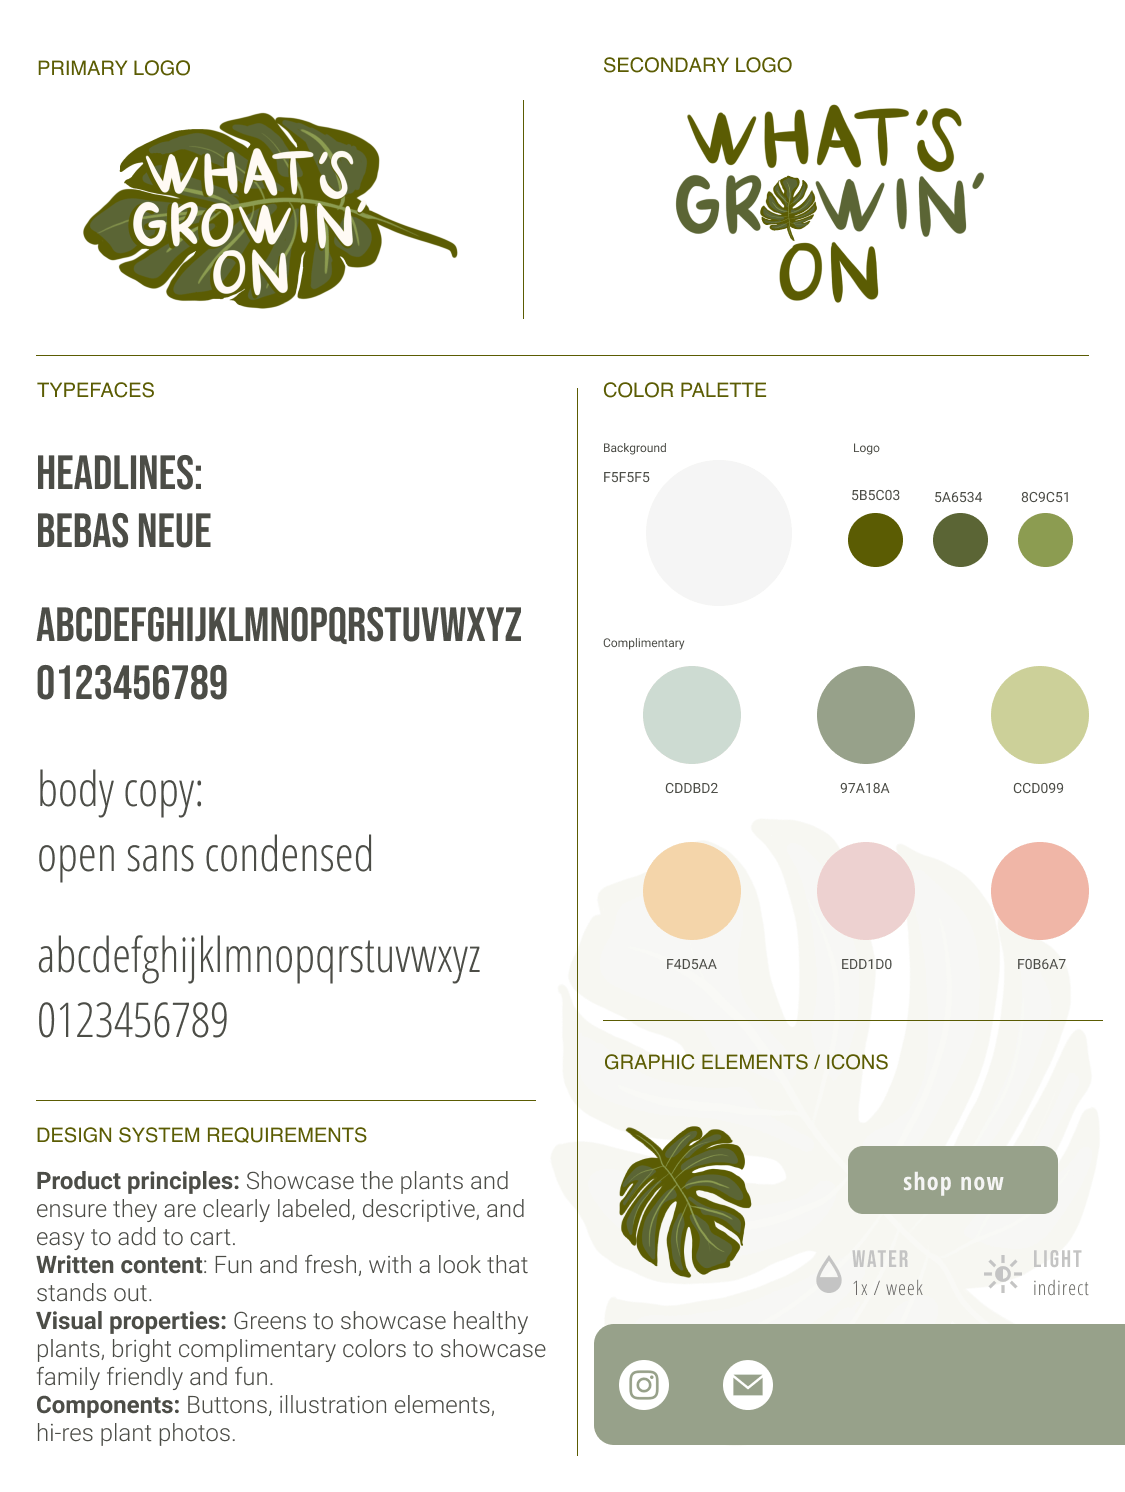 PRIMARY LOGO
WHAT'S
GROWIN'
ON
SECONDARY LOGO
WHAT'S
GROWIN'
ON
TYPEFACES
HEADLINES:
BEBAS NEUE
ABCDEFGHIJKLMNOPQRSTUVWXYZ
0123456789
body copy:
open sans condensed
abcdefghijklmnopqrstuvwxyz
0123456789
DESIGN SYSTEM REQUIREMENTS
Product principles: Showcase the plants and
ensure they are clearly labeled, descriptive, and
easy to add to cart.
Written content: Fun and fresh, with a look that
stands out.
Visual properties: Greens to showcase healthy
plants, bright complimentary colors to showcase
family friendly and fun.
Components: Buttons, illustration elements,
hi-res plant photos.
COLOR PALETTE
Background
F5F5F5
Logo
5B5C03
5A6534
8C9C51
Complimentary
CDDBD2
97A18A
CCD099
F4D5AA
EDD1D0
F0B6A7
GRAPHIC ELEMENTS / ICONS
shop now
WATER
1x / week
LIGHT
indirect